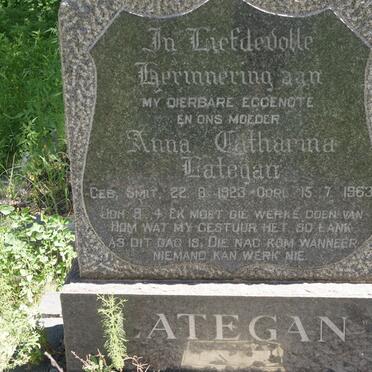 In Liefdevolle
Herinnering aan
MY DIERBARE EGGENOTE
EN ONS MOEDER
Anna Catharina
Lategan
GEB. SMIT. 22. 8. 1923 - OORL. 15. 7. 1963
JOH. 9. 4. EK MOET DIE WERKE DOEN VAN
HOM WAT MY GESTUUR HET, SO LANK
AS DIT DAG IS. DIE NAG KOM WANNEER
NIEMAND KAN WERK NIE.
LATEGAN